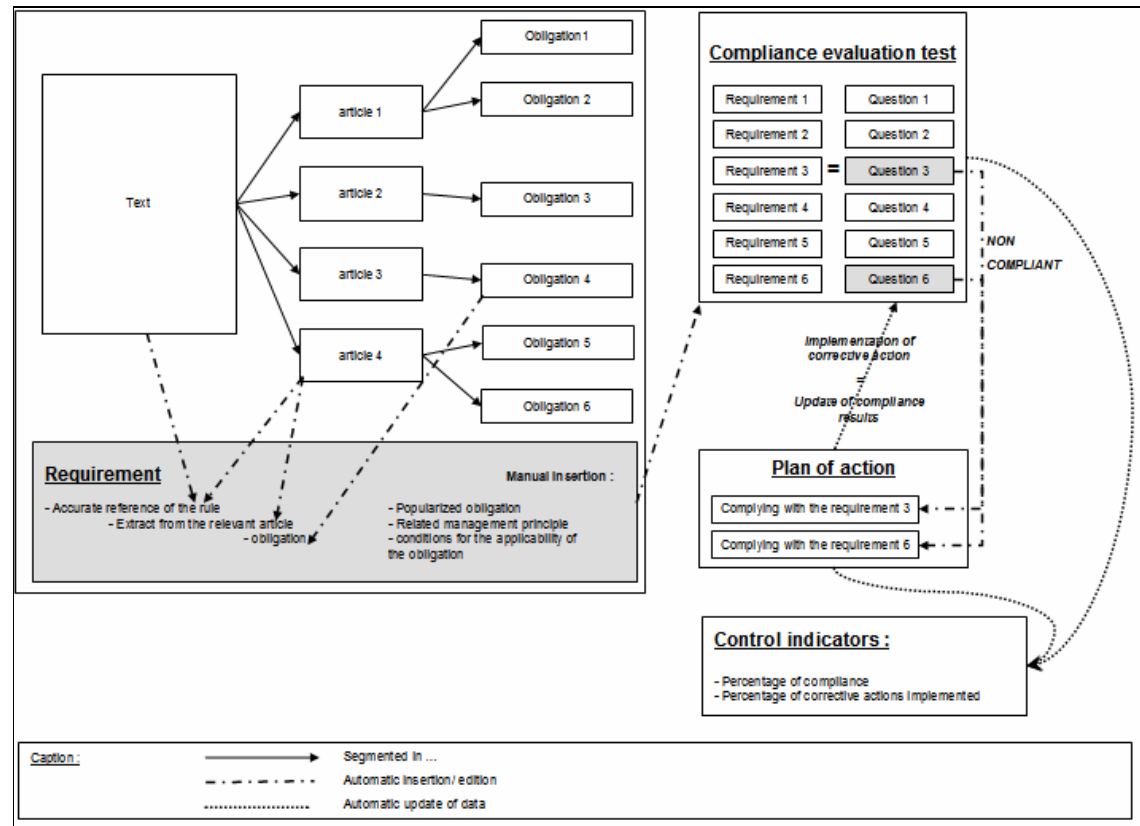 Text
article 1
article 2
article 3
article 4
Obligation 1
Obligation 2
Obligation 3
Obligation 4
Obligation 5
Obligation 6
Requirement
- Accurate reference of the rule
- Extract from the relevant article
- obligation
Manual insertion :
- Popularized obligation
- Related management principle
- conditions for the applicability of
the obligation
Compliance evaluation test
Requirement 1
Question 1
Requirement 2
Question 2
Requirement 3
=
Question 3
Requirement 4
Question 4
Requirement 5
Question 5
Requirement 6
Question 6
NON
COMPLIANT
Implementation of
corrective action
=
Update of compliance
results
Plan of action
Complying with the requirement 3
Complying with the requirement 6
Control indicators :
- Percentage of compliance
- Percentage of corrective actions implemented
Caption :
Segmented in ...
Automatic insertion/ edition
Automatic update of data